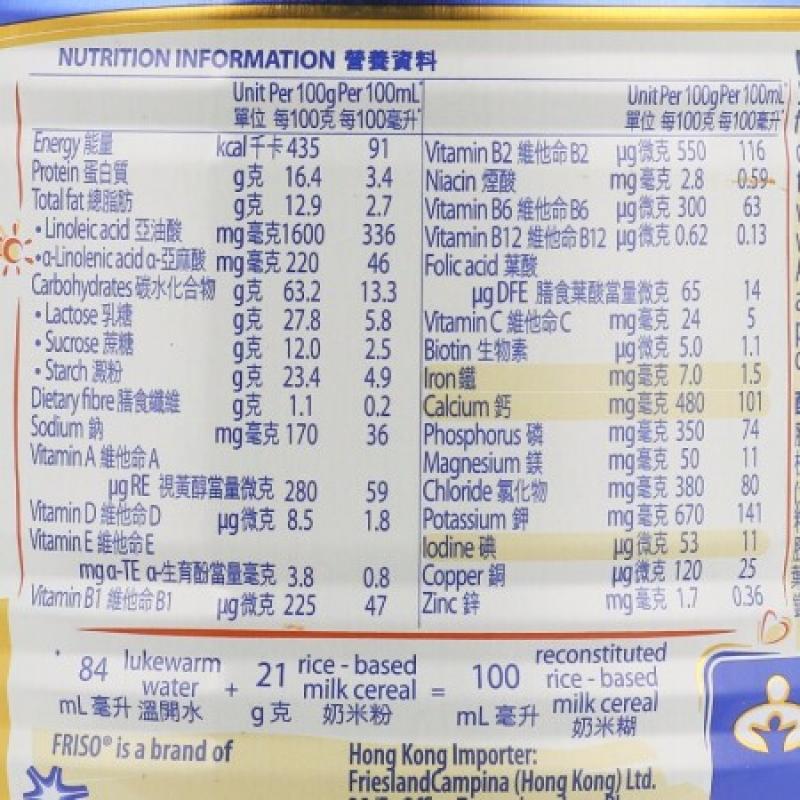 NUTRITION INFORMATION 營養資料
Unit Per 100g Per 100mL*
單位 每100克 每100毫升*
Energy 能量 kcal千卡 435 91
Protein 蛋白質 g克 16.4 3.4
Total fat 總脂肪 g克 12.9 2.7
• Linoleic acid 亞油酸 mg毫克 1600 336
• α-Linolenic acid α-亞麻酸 mg毫克 220 46
Carbohydrates 碳水化合物 g克 63.2 13.3
• Lactose 乳糖 g克 27.8 5.8
• Sucrose 蔗糖 g克 12.0 2.5
• Starch 澱粉 g克 23.4 4.9
Dietary fibre 膳食纖維 g克 1.1 0.2
Sodium 鈉 mg毫克 170 36
Vitamin A 維他命A
µg RE 視黃醇當量微克 280 59
Vitamin D 維他命D µg微克 8.5 1.8
Vitamin E 維他命E
mg α-TE α-生育酚當量毫克 3.8 0.8
Vitamin B1 維他命B1 µg微克 225 47
Unit Per 100g Per 100mL*
單位 每100克 每100毫升*
Vitamin B2 維他命B2 µg微克 550 116
Niacin 煙酸 mg毫克 2.8 0.59
Vitamin B6 維他命B6 µg微克 300 63
Vitamin B12 維他命B12 µg微克 0.62 0.13
Folic acid 葉酸
µg DFE 膳食葉酸當量微克 65 14
Vitamin C 維他命C mg毫克 24 5
Biotin 生物素 µg微克 5.0 1.1
Iron 鐵 mg毫克 7.0 1.5
Calcium 鈣 mg毫克 480 101
Phosphorus 磷 mg毫克 350 74
Magnesium 鎂 mg毫克 50 11
Chloride 氯化物 mg毫克 380 80
Potassium 鉀 mg毫克 670 141
Iodine 碘 µg微克 53 11
Copper 銅 µg微克 120 25
Zinc 鋅 mg毫克 1.7 0.36
* 84 mL 毫升 lukewarm water 溫開水 + 21 g 克 rice - based milk cereal 奶米粉 = 100 mL 毫升 reconstituted rice - based milk cereal 奶米糊
FRISO® is a brand of
Hong Kong Importer:
FrieslandCampina (Hong Kong) Ltd.